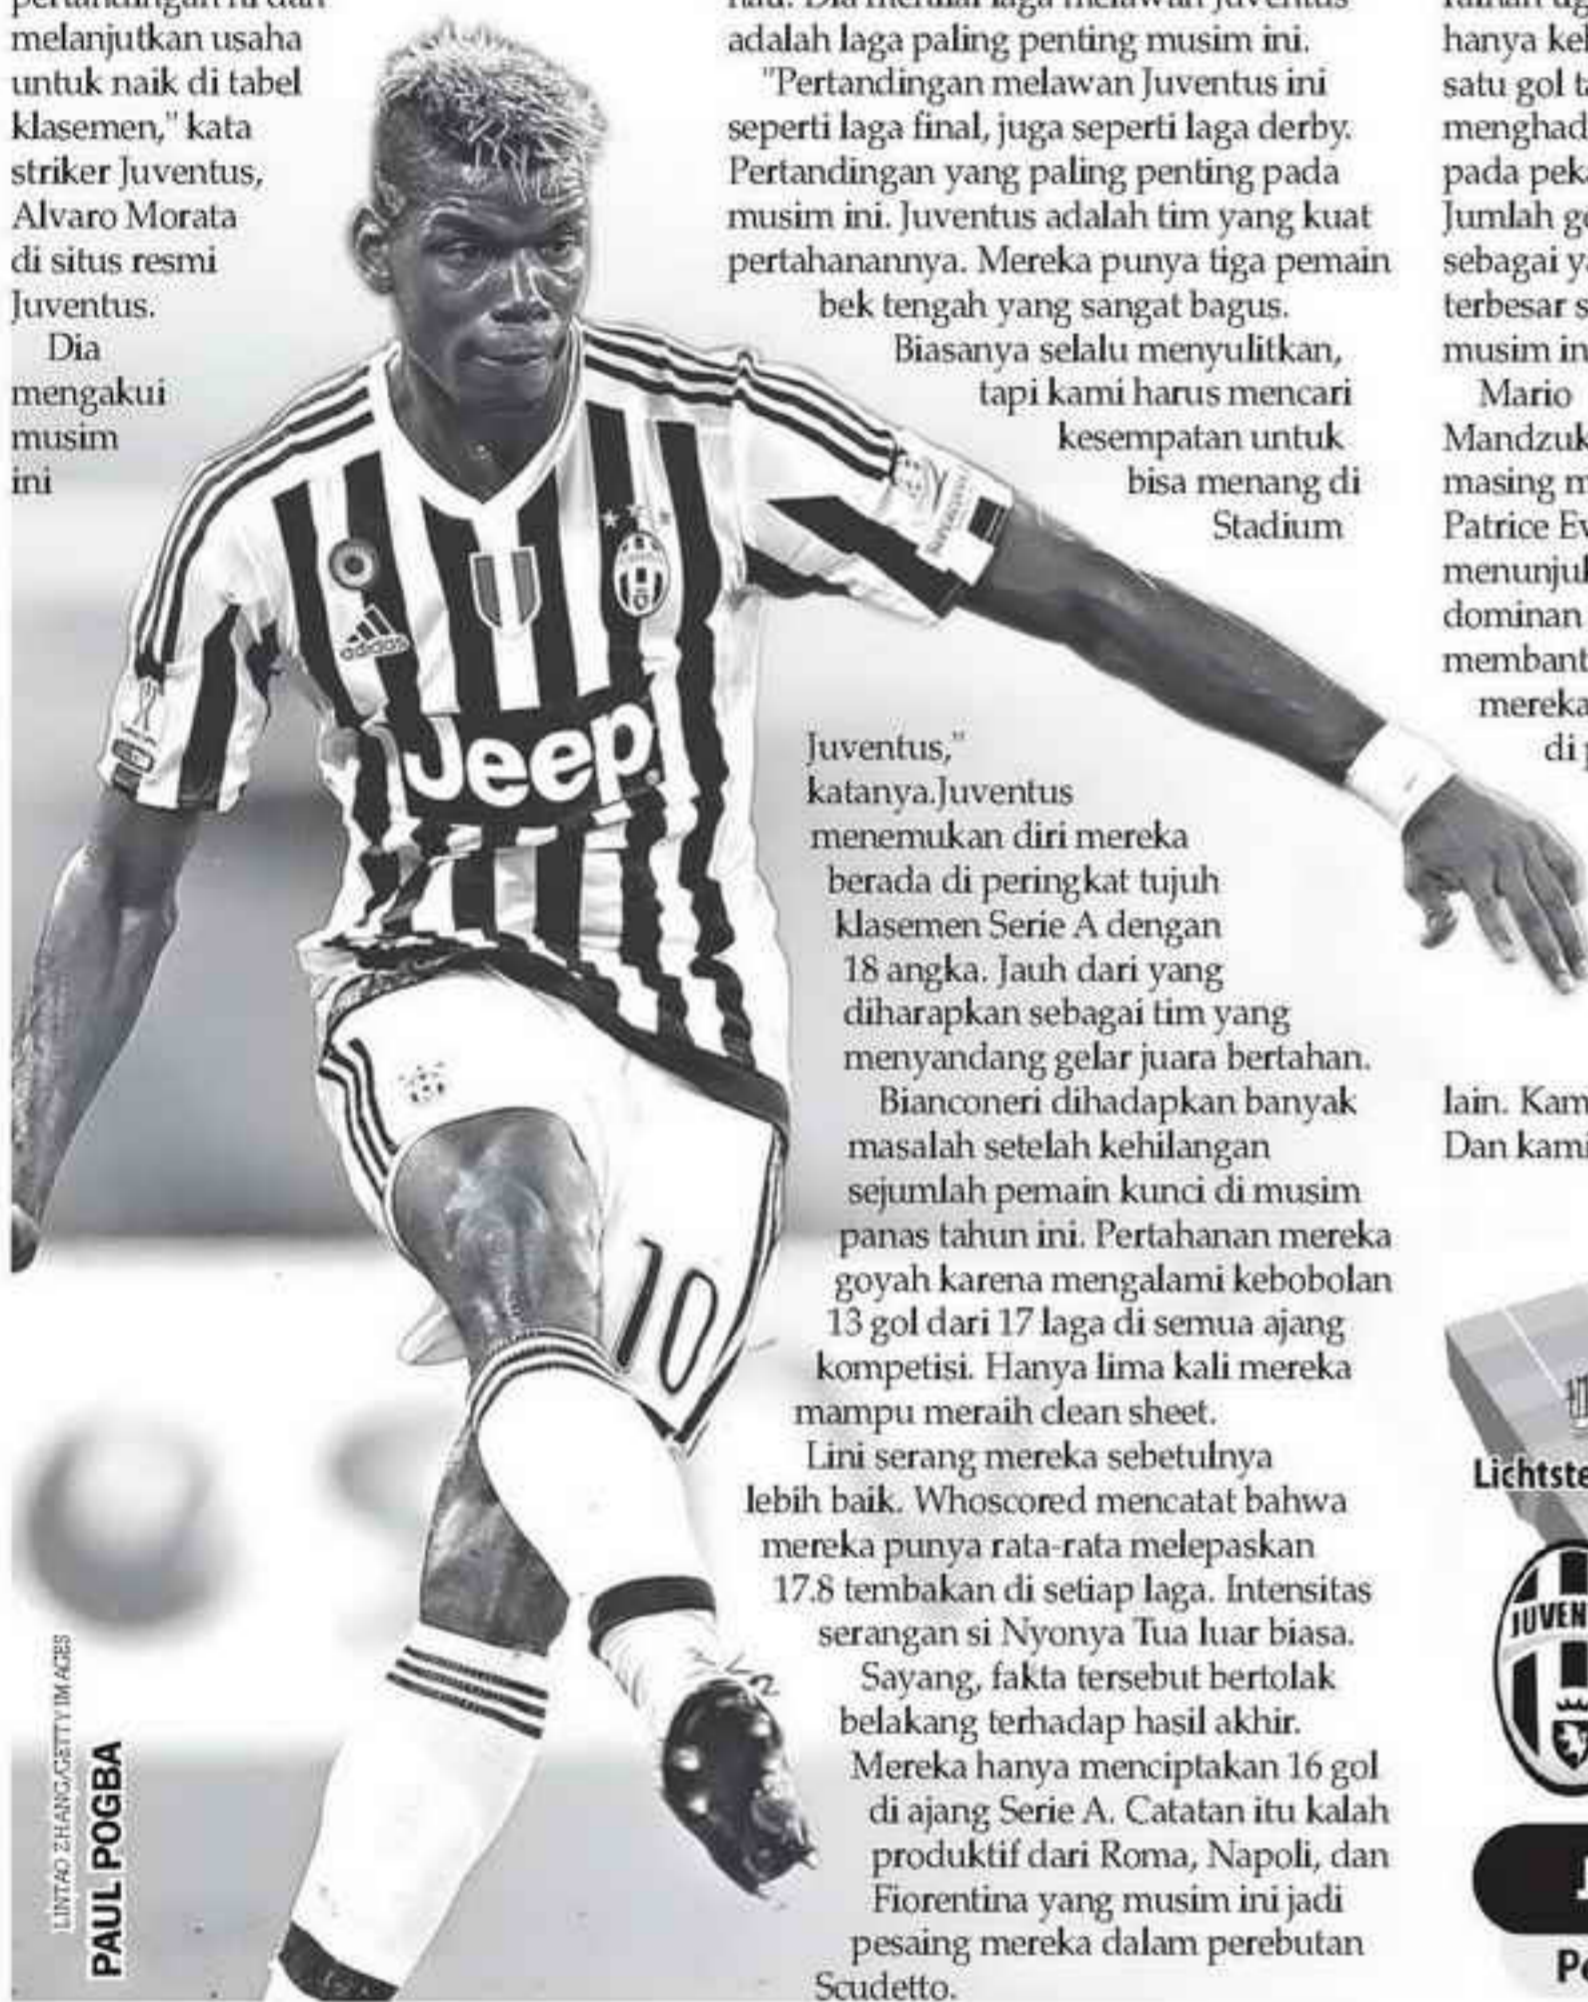 melanjutkan usaha
untuk naik di tabel
klasemen," kata
striker Juventus,
Alvaro Morata
di situs resmi
Juventus.
Dia
mengakui
musim
ini
adalah laga paling penting musim ini.
"Pertandingan melawan Juventus ini
seperti laga final, juga seperti laga derby.
Pertandingan yang paling penting pada
musim ini. Juventus adalah tim yang kuat
pertahanannya. Mereka punya tiga pemain
bek tengah yang sangat bagus.
Biasanya selalu menyulitkan,
tapi kami harus mencari
kesempatan untuk
bisa menang di
Stadium
Juventus,"
katanya.Juventus
menemukan diri mereka
berada di peringkat tujuh
klasemen Serie A dengan
18 angka. Jauh dari yang
diharapkan sebagai tim yang
menyandang gelar juara bertahan.
Bianconeri dihadapkan banyak
masalah setelah kehilangan
sejumlah pemain kunci di musim
panas tahun ini. Pertahanan mereka
goyah karena mengalami kebobolan
13 gol dari 17 laga di semua ajang
kompetisi. Hanya lima kali mereka
mampu meraih clean sheet.
Lini serang mereka sebetulnya
lebih baik. Whoscored mencatat bahwa
mereka punya rata-rata melepaskan
17.8 tembakan di setiap laga. Intensitas
serangan si Nyonya Tua luar biasa.
Sayang, fakta tersebut bertolak
belakang terhadap hasil akhir.
Mereka hanya menciptakan 16 gol
di ajang Serie A. Catatan itu kalah
produktif dari Roma, Napoli, dan
Fiorentina yang musim ini jadi
pesaing mereka dalam perebutan
Scudetto.
hanya
satu gol
pada
Jumlah
sebagai
terbesar
musim
Mario
masing
Patrice
dominan
mereka
di
lain.
Dan kami
adidas
Jeep
10
LINTAO ZHANG/GETTY IMAGES
PAUL POGBA